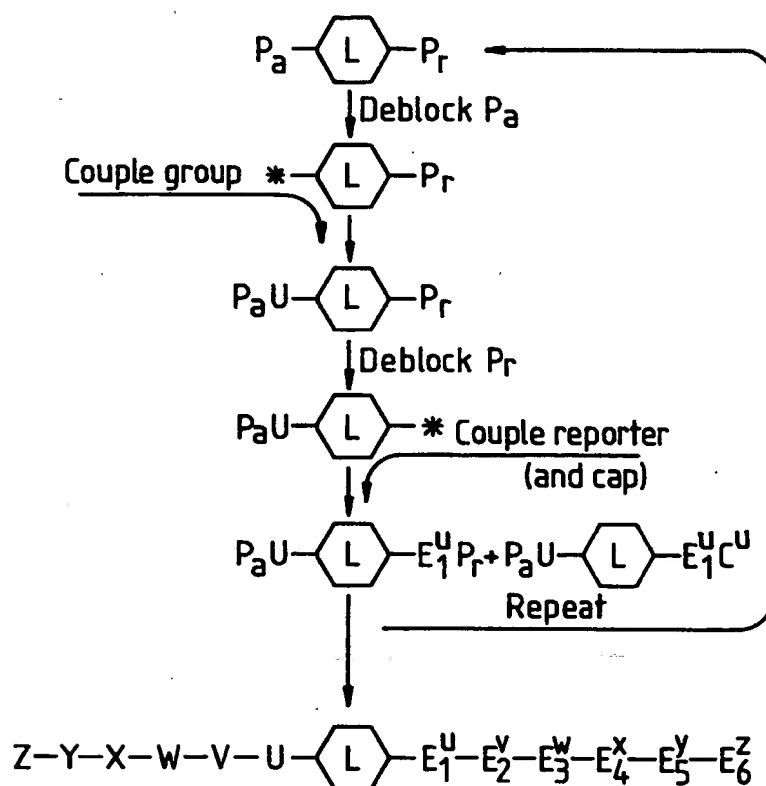 Pa L Pr
Deblock Pa
Couple group * L Pr
PaU L Pr
Deblock Pr
PaU L * Couple reporter
(and cap)
PaU L E₁ᵘPr + PaU L E₁ᵘCᵘ
Repeat
Z–Y–X–W–V–U L E₁ᵘ–E₂ᵛ–E₃ʷ–E₄ˣ–E₅ʸ–E₆ᶻ